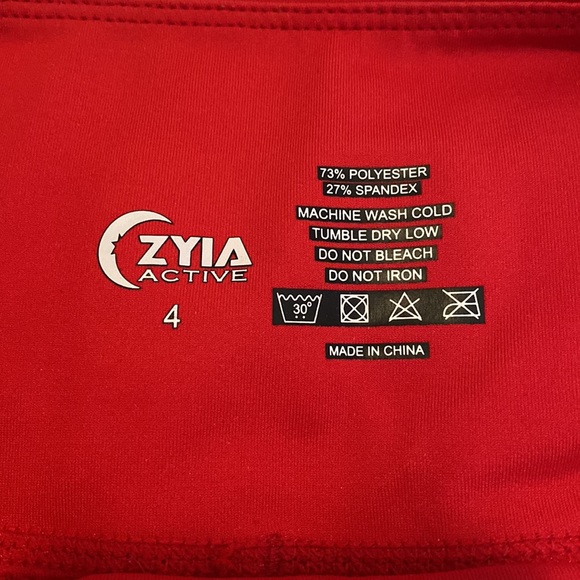 ZYIA
ACTIVE
4
73% POLYESTER
27% SPANDEX
MACHINE WASH COLD
TUMBLE DRY LOW
DO NOT BLEACH
DO NOT IRON
30°
MADE IN CHINA